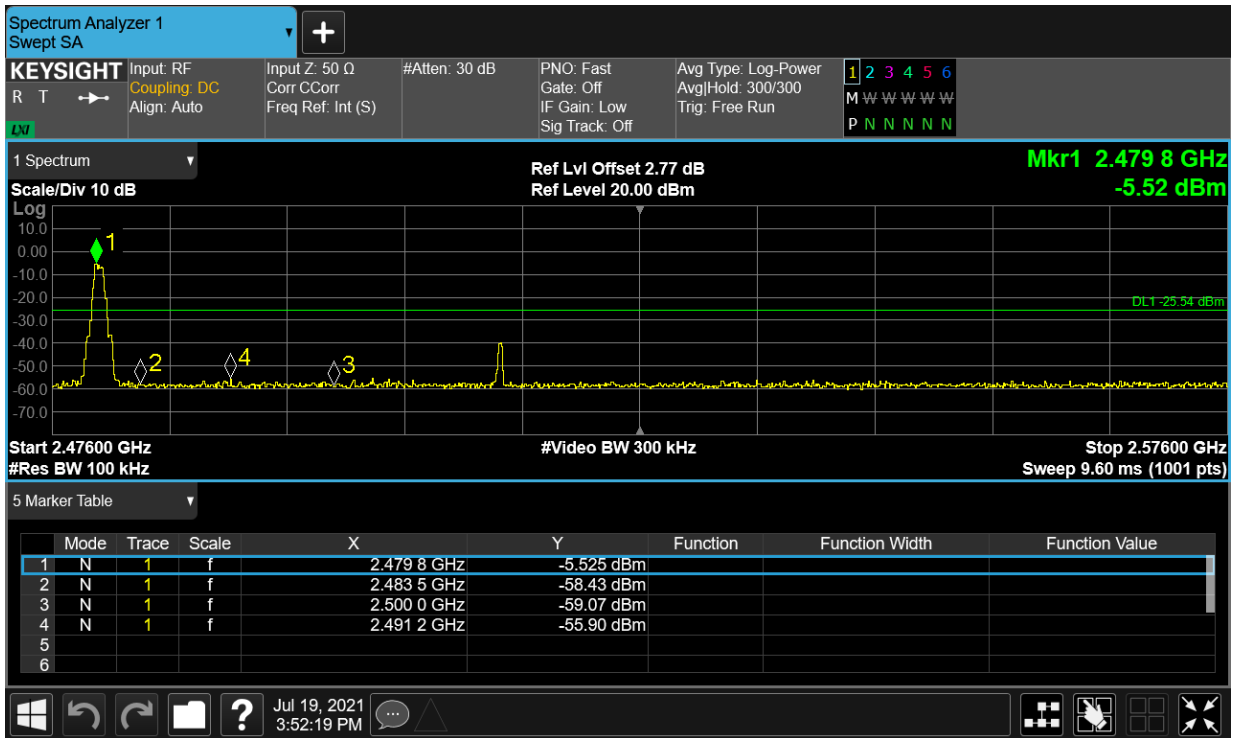 Spectrum Analyzer 1
Swept SA
+
KEYSIGHT
R T
LXI
Input: RF
Coupling: DC
Align: Auto
Input Z: 50 Ω
Corr CCorr
Freq Ref: Int (S)
#Atten: 30 dB
PNO: Fast
Gate: Off
IF Gain: Low
Sig Track: Off
Avg Type: Log-Power
Avg|Hold: 300/300
Trig: Free Run
1 2 3 4 5 6
M W W W W W
P N N N N N
1 Spectrum
Scale/Div 10 dB
Ref Lvl Offset 2.77 dB
Ref Level 20.00 dBm
Mkr1 2.479 8 GHz
-5.52 dBm
Log
10.0
0.00
-10.0
-20.0
-30.0
-40.0
-50.0
-60.0
-70.0
1
2
4
3
DL1 -25.54 dBm
Start 2.47600 GHz
#Res BW 100 kHz
#Video BW 300 kHz
Stop 2.57600 GHz
Sweep 9.60 ms (1001 pts)
5 Marker Table
Mode Trace Scale X Y Function Function Width Function Value
1 N 1 f 2.479 8 GHz -5.525 dBm
2 N 1 f 2.483 5 GHz -58.43 dBm
3 N 1 f 2.500 0 GHz -59.07 dBm
4 N 1 f 2.491 2 GHz -55.90 dBm
5
6
?
Jul 19, 2021
3:52:19 PM